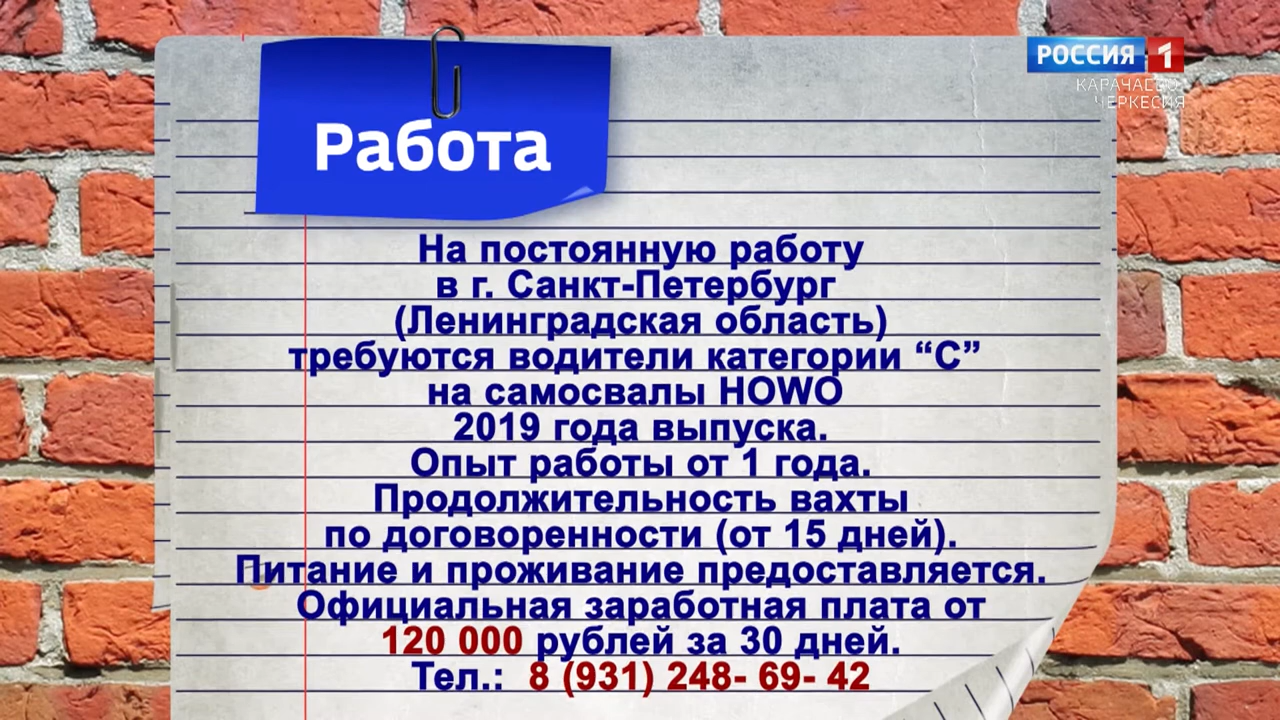 РОССИЯ 1
КАРАЧАЕВО
ЧЕРКЕСИЯ
Работа
На постоянную работу
в г. Санкт-Петербург
(Ленинградская область)
требуются водители категории “С”
на самосвалы HOWO
2019 года выпуска.
Опыт работы от 1 года.
Продолжительность вахты
по договоренности (от 15 дней).
Питание и проживание предоставляется.
Официальная заработная плата от
120 000 рублей за 30 дней.
Тел.: 8 (931) 248- 69- 42